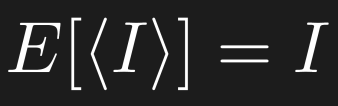 E[⟨I⟩] = I